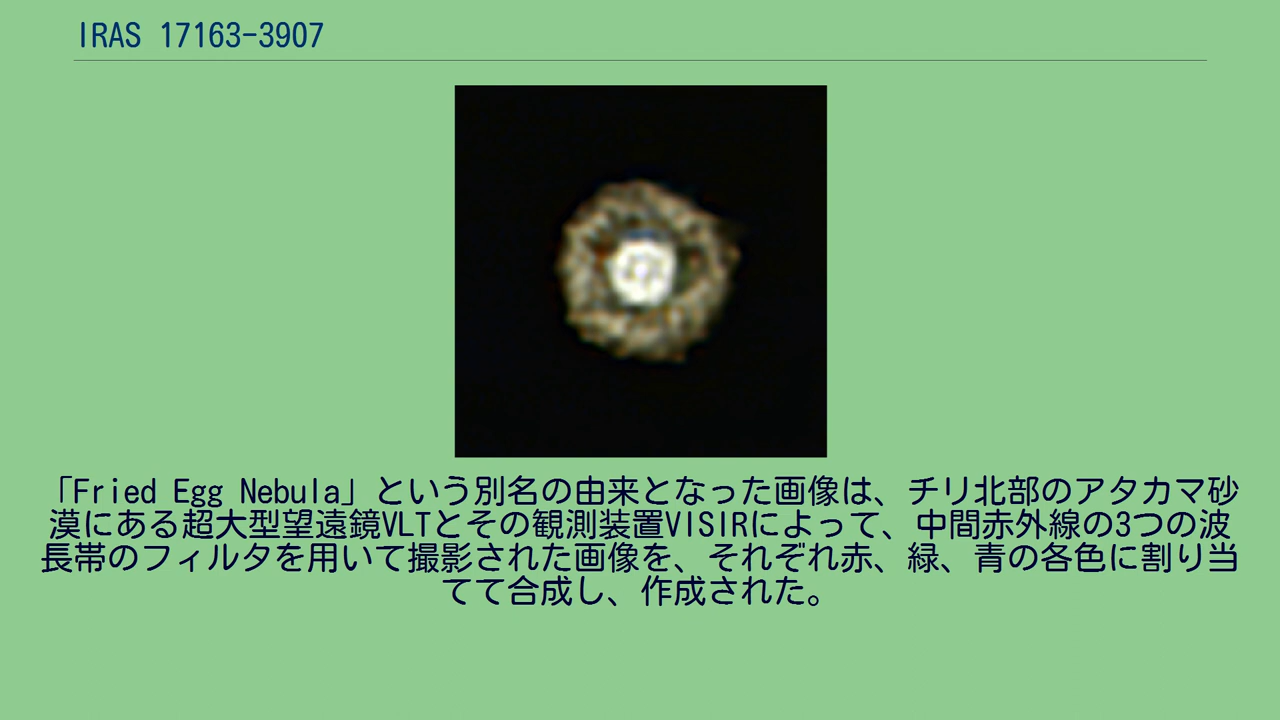 IRAS 17163-3907
「Fried Egg Nebula」という別名の由来となった画像は、チリ北部のアタカマ砂
漠にある超大型望遠鏡VLTとその観測装置VISIRによって、中間赤外線の3つの波
長帯のフィルタを用いて撮影された画像を、それぞれ赤、緑、青の各色に割り当
てて合成し、作成された。